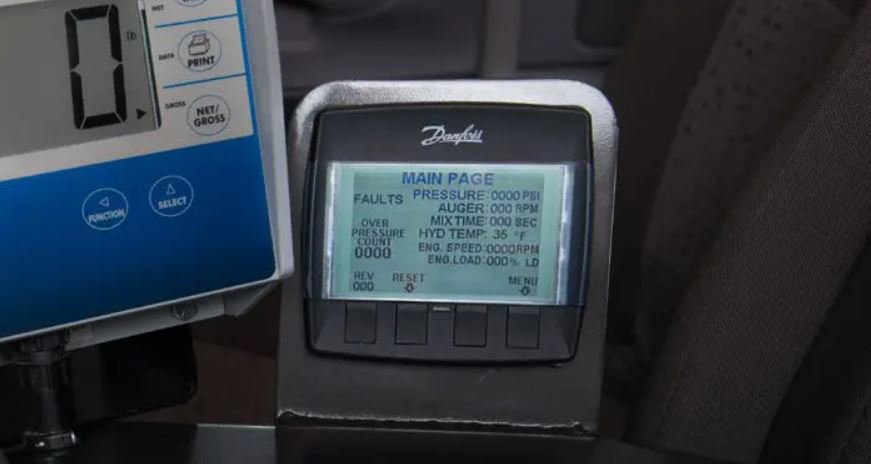 0
lb
NET
DATA
PRINT
GROSS
NET/
GROSS
FUNCTION
SELECT
Danfoss
MAIN PAGE
FAULTS
PRESSURE:0000 PSI
AUGER:000 RPM
MIX TIME:000 SEC
HYD TEMP: 35 °F
ENG. SPEED:0000RPM
ENG.LOAD:000% LD
OVER
PRESSURE
COUNT
0000
REV
000
RESET
MENU